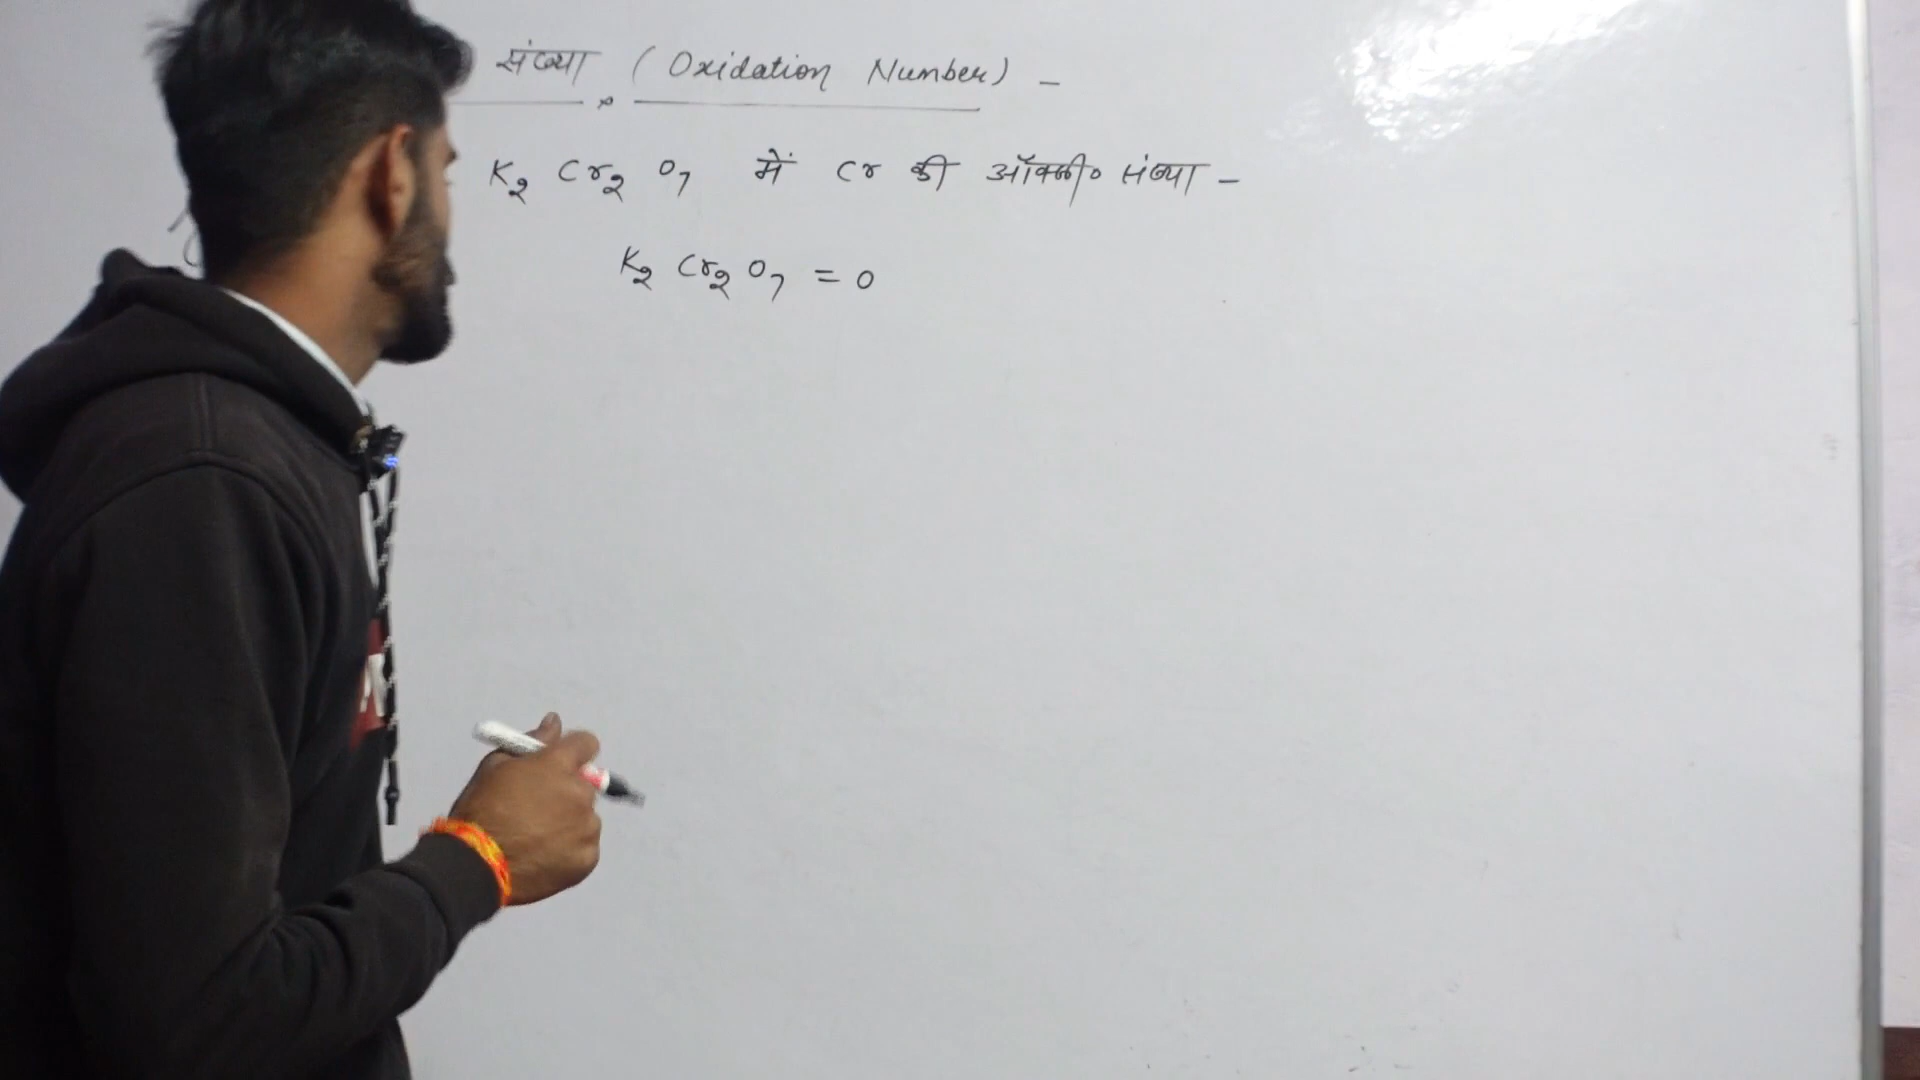 संख्या ( Oxidation Number ) -
K₂ Cr₂ O₇ में Cr की ऑक्सी० संख्या -
K₂ Cr₂ O₇ = 0